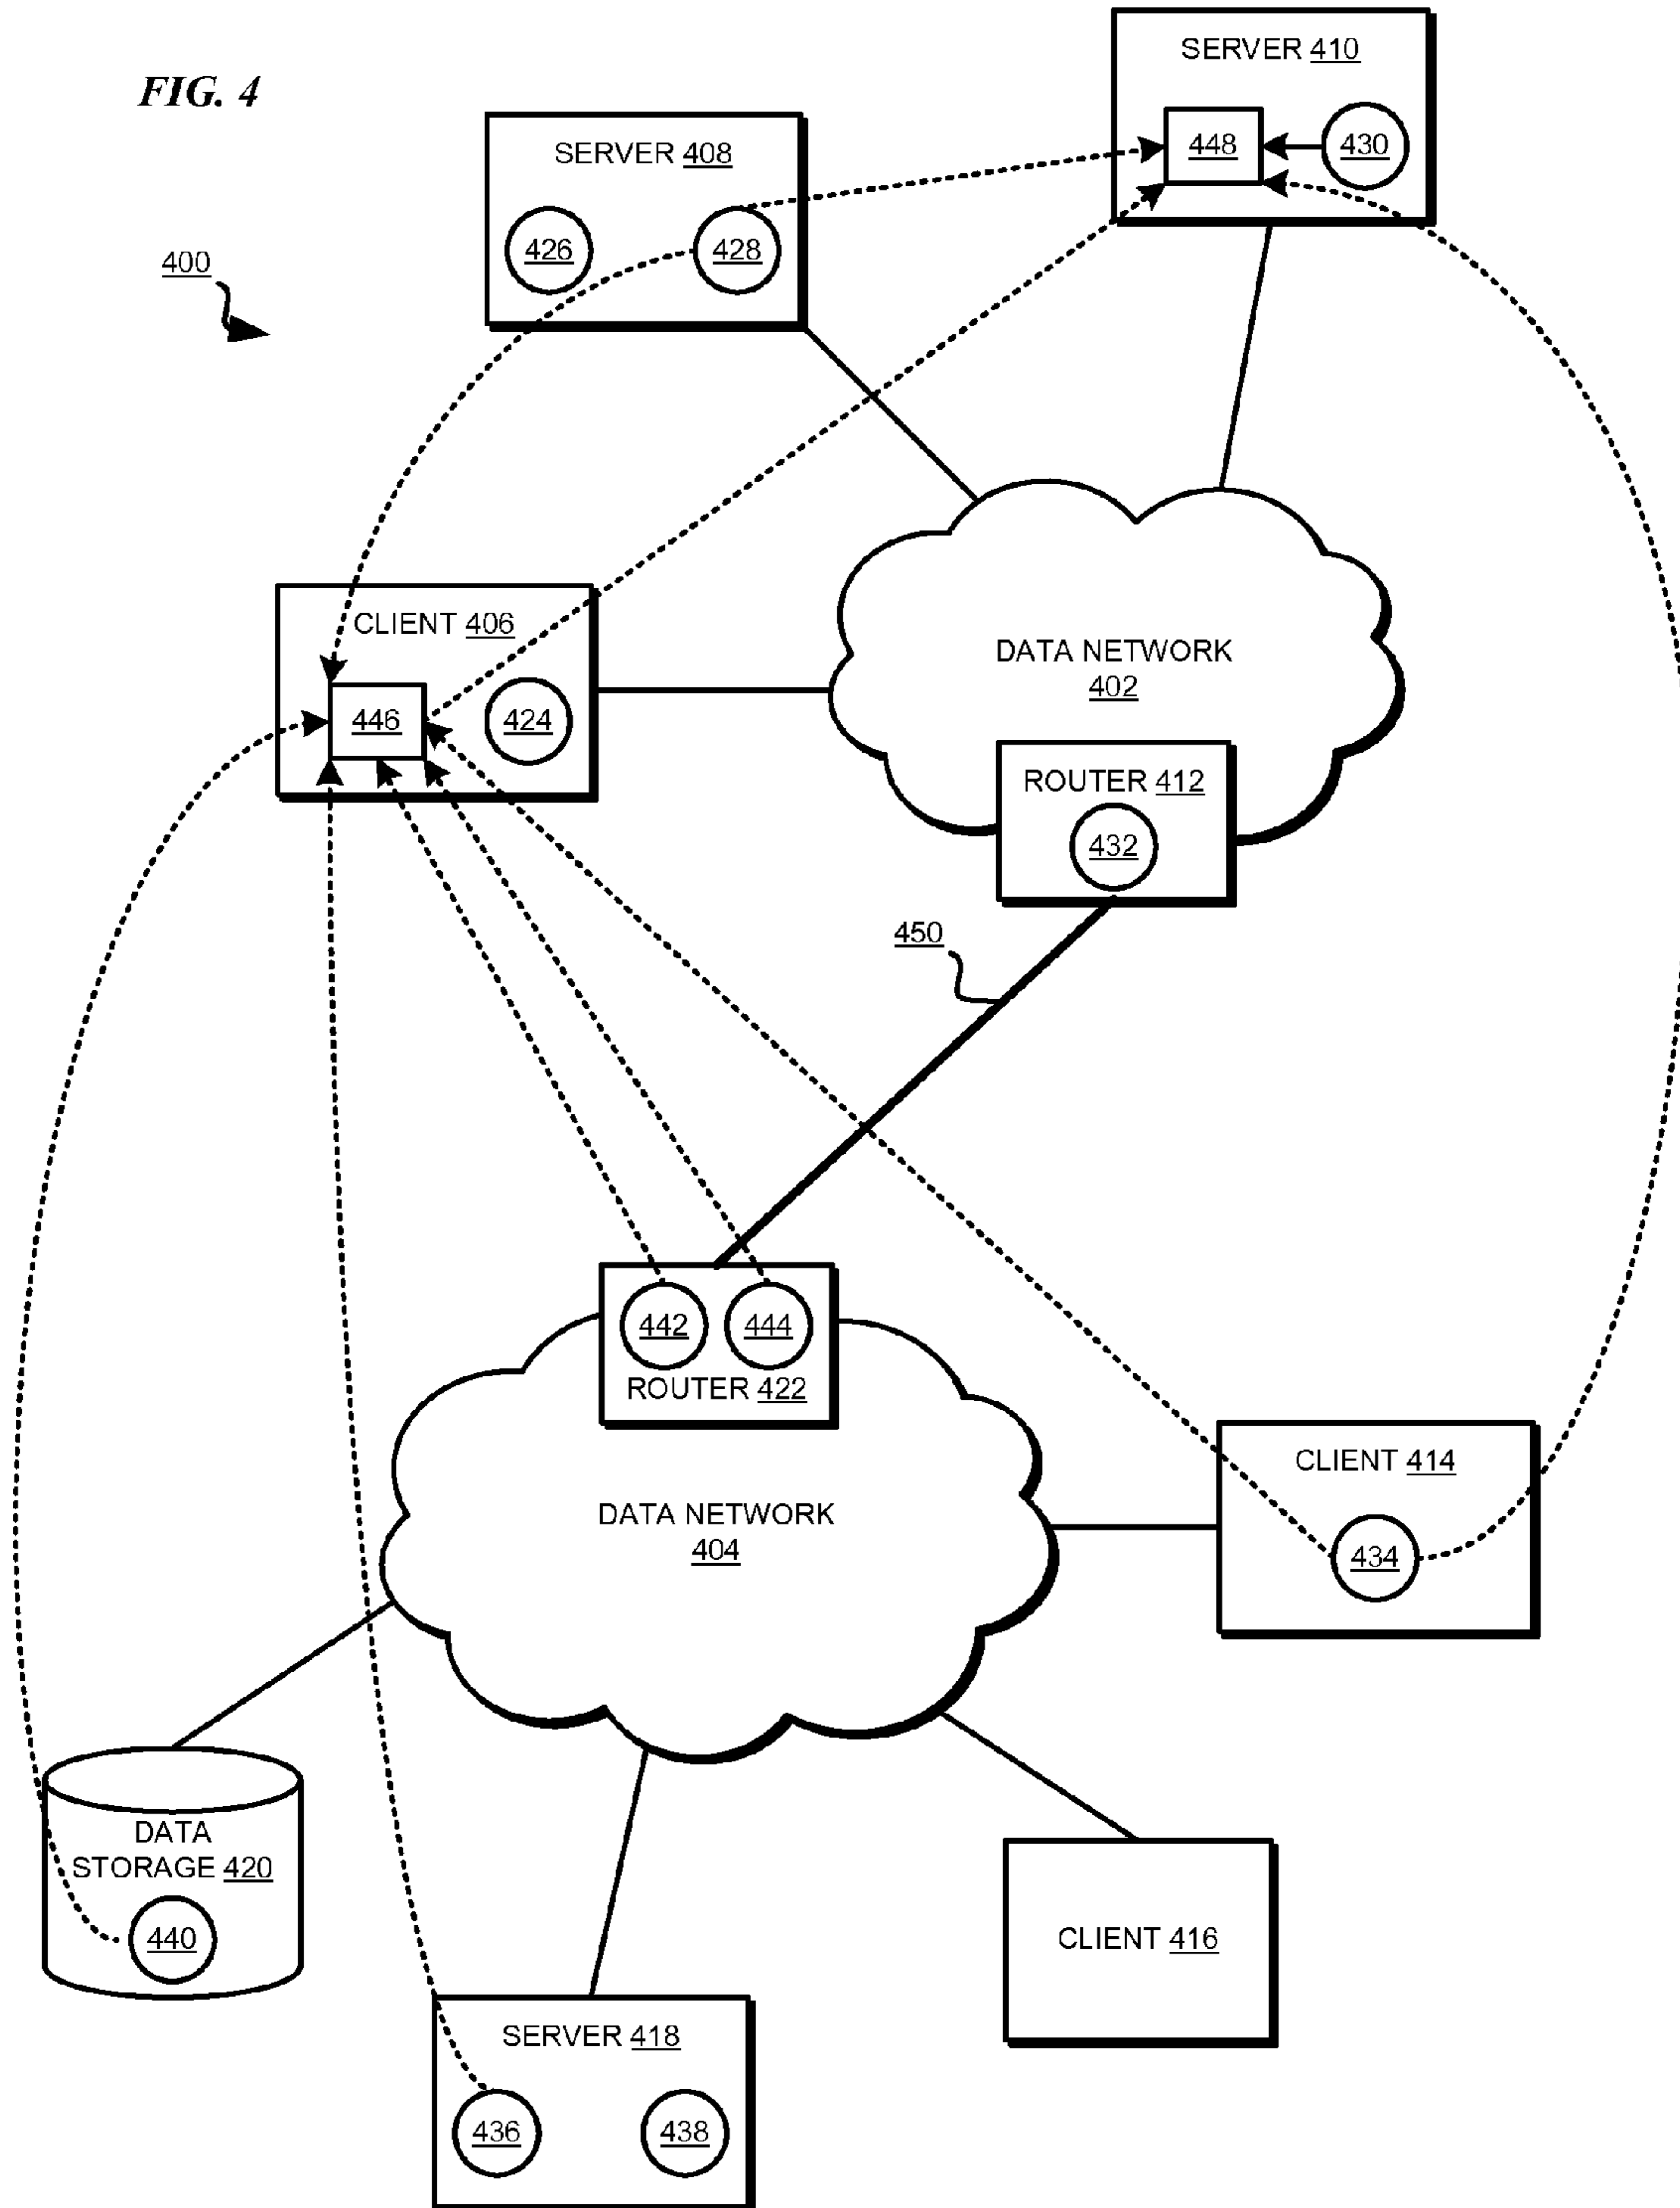 FIG. 4
SERVER 410
448
430
SERVER 408
426
428
400
CLIENT 406
446
424
DATA NETWORK
402
ROUTER 412
432
450
442
444
ROUTER 422
DATA NETWORK
404
CLIENT 414
434
DATA
STORAGE 420
440
CLIENT 416
SERVER 418
436
438